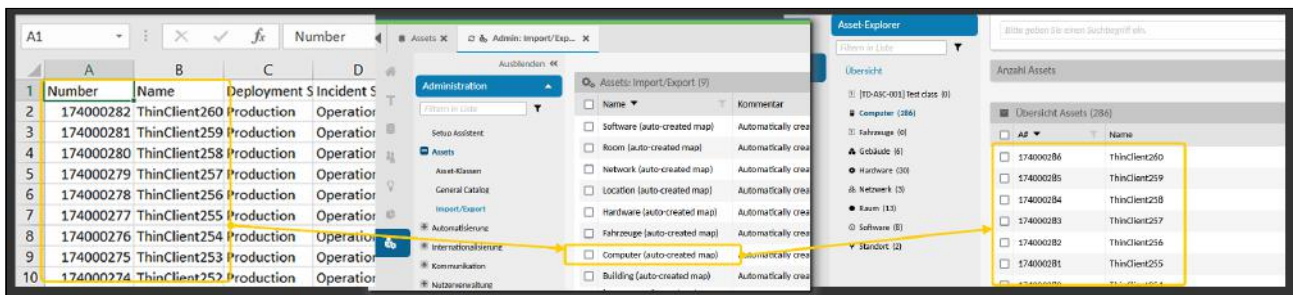 A1 fx Number
A B C D
1 Number Name Deployment S Incident S
2 174000282 ThinClient260 Production Operation
3 174000281 ThinClient259 Production Operation
4 174000280 ThinClient258 Production Operation
5 174000279 ThinClient257 Production Operation
6 174000278 ThinClient256 Production Operation
7 174000277 ThinClient255 Production Operation
8 174000276 ThinClient254 Production Operation
9 174000275 ThinClient253 Production Operation
10 174000274 ThinClient252 Production Operation
Assets Admin: Import/Exp...
Ausblenden
Administration
Filtern in Liste
Setup Assistent
Assets
Asset-Klassen
General Catalog
Import/Export
Automatisierung
Internationalisierung
Kommunikation
Nutzerverwaltung
Assets: Import/Export (9)
Name Kommentar
Software (auto-created map) Automatically crea
Room (auto-created map) Automatically crea
Network (auto-created map) Automatically crea
Location (auto-created map) Automatically crea
Hardware (auto-created map) Automatically crea
Fahrzeuge (auto-created map) Automatically crea
Computer (auto-created map) Automatically crea
Building (auto-created map) Automatically crea
Asset-Explorer
Filtern in Liste
Übersicht
[TD-ASC-001] Test class (0)
Computer (286)
Fahrzeuge (0)
Gebäude (6)
Hardware (30)
Netzwerk (3)
Raum (13)
Software (8)
Standort (2)
Bitte geben Sie einen Suchbegriff ein.
Anzahl Assets
Übersicht Assets (286)
A# Name
174000286 ThinClient260
174000285 ThinClient259
174000284 ThinClient258
174000283 ThinClient257
174000282 ThinClient256
174000281 ThinClient255